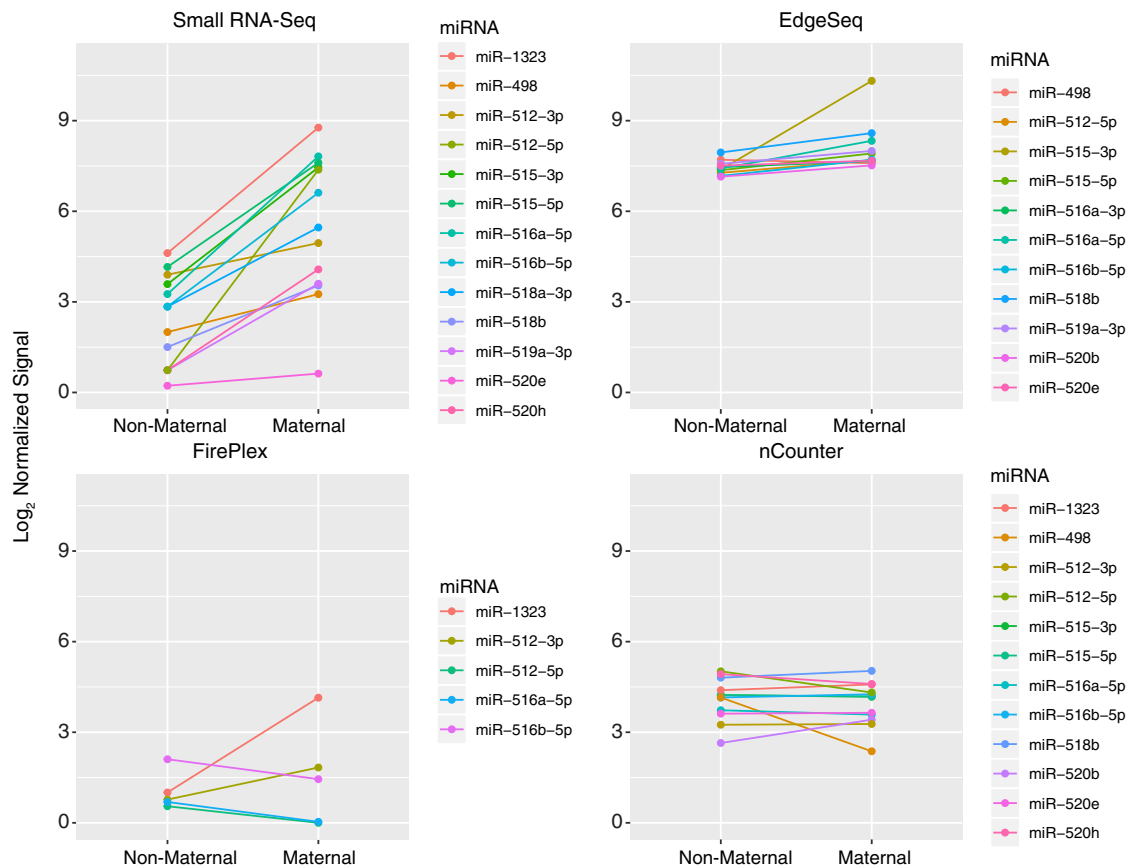 Small RNA-Seq
miRNA
9
6
3
0
Non-Maternal Maternal
miR-1323
miR-498
miR-512-3p
miR-512-5p
miR-515-3p
miR-515-5p
miR-516a-5p
miR-516b-5p
miR-518a-3p
miR-518b
miR-519a-3p
miR-520e
miR-520h
EdgeSeq
miRNA
9
6
3
0
Non-Maternal Maternal
miR-498
miR-512-5p
miR-515-3p
miR-515-5p
miR-516a-3p
miR-516a-5p
miR-516b-5p
miR-518b
miR-519a-3p
miR-520b
miR-520e
Log₂ Normalized Signal
FirePlex
miRNA
9
6
3
0
Non-Maternal Maternal
miR-1323
miR-512-3p
miR-512-5p
miR-516a-5p
miR-516b-5p
nCounter
miRNA
9
6
3
0
Non-Maternal Maternal
miR-1323
miR-498
miR-512-3p
miR-512-5p
miR-515-3p
miR-515-5p
miR-516a-5p
miR-516b-5p
miR-518b
miR-520b
miR-520e
miR-520h